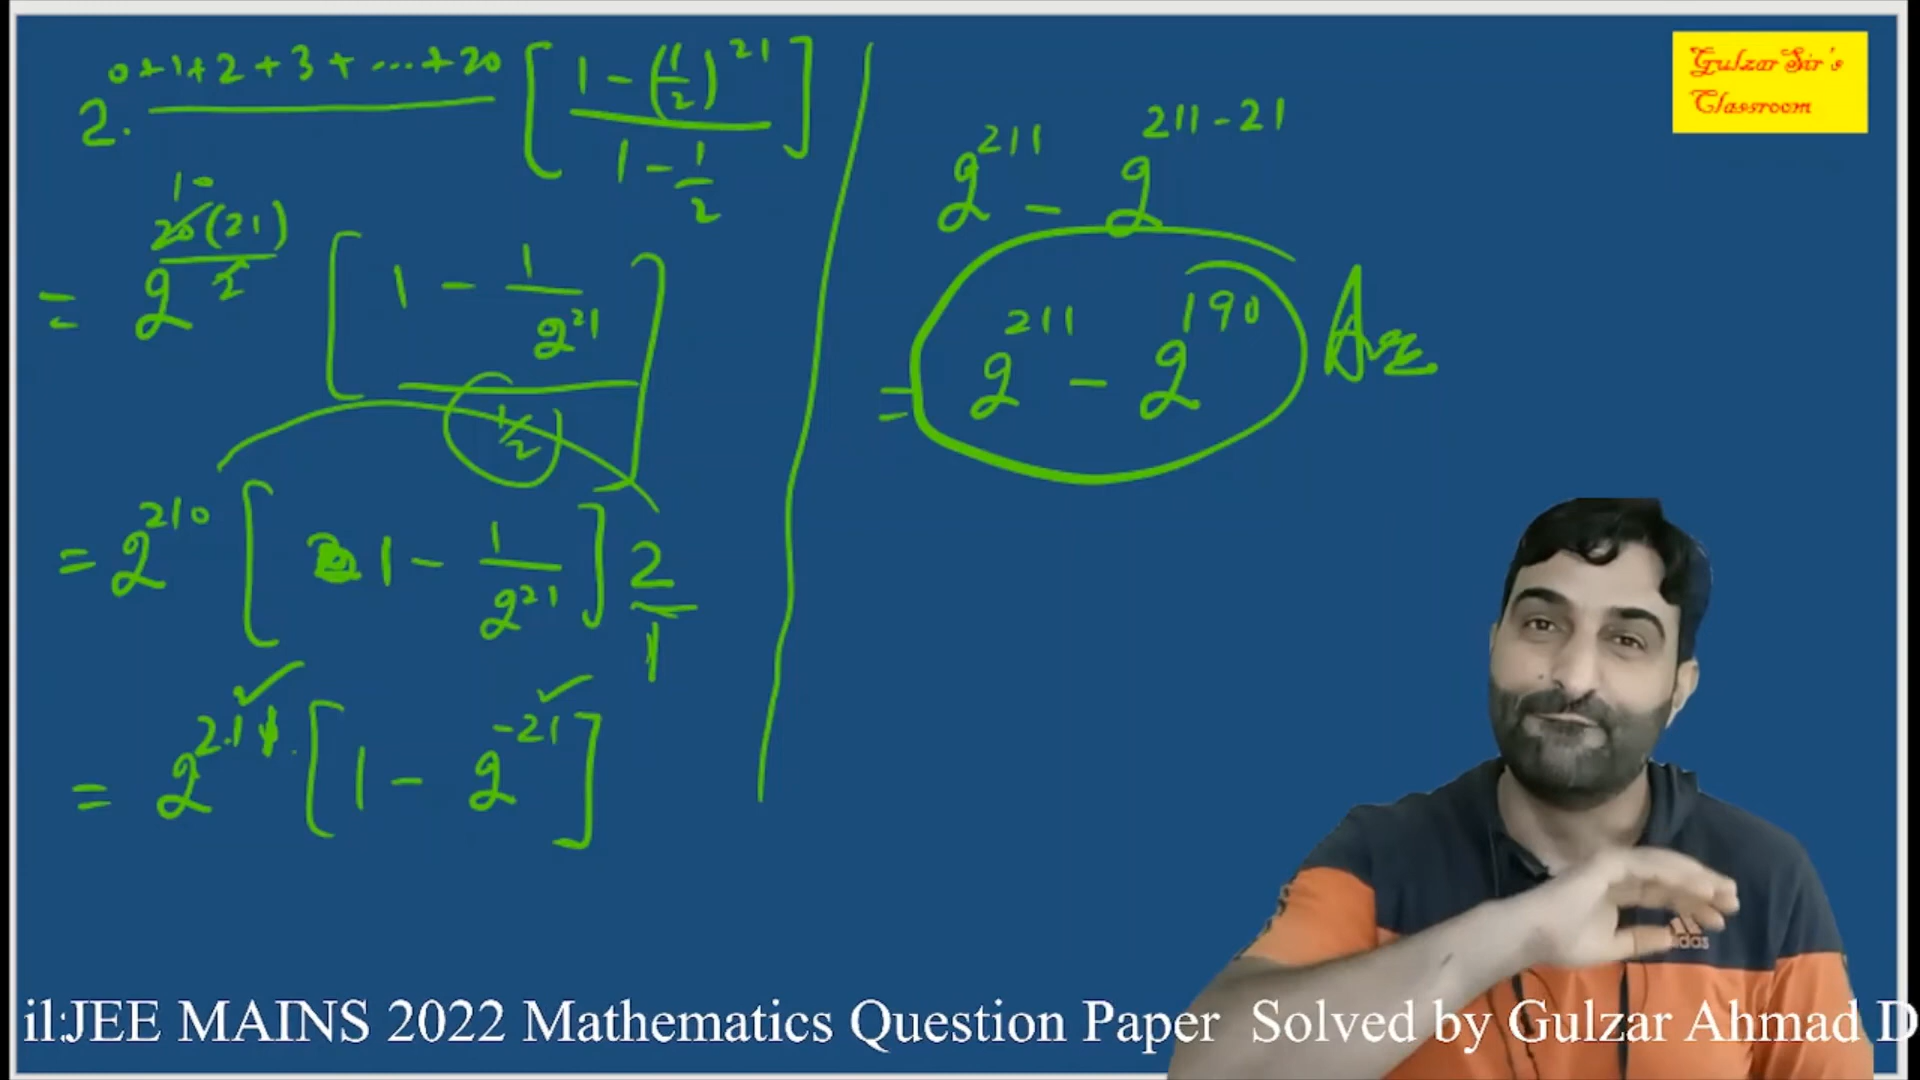 2.^{0+1+2+3+...+20} [ (1-(1/2)^{21}) / (1-1/2) ]
= 2^{20(21)/2} [ (1 - 1/2^{21}) / (1/2) ]
10
= 2^{210} [ 1 - 1/2^{21} ] 2/1
= 2^{211} [ 1 - 2^{-21} ]
2^{211} - 2^{211-21}
= 2^{211} - 2^{190} Ans
Gulzar Sir's
Classroom
il:JEE MAINS 2022 Mathematics Question Paper Solved by Gulzar Ahmad D
adidas